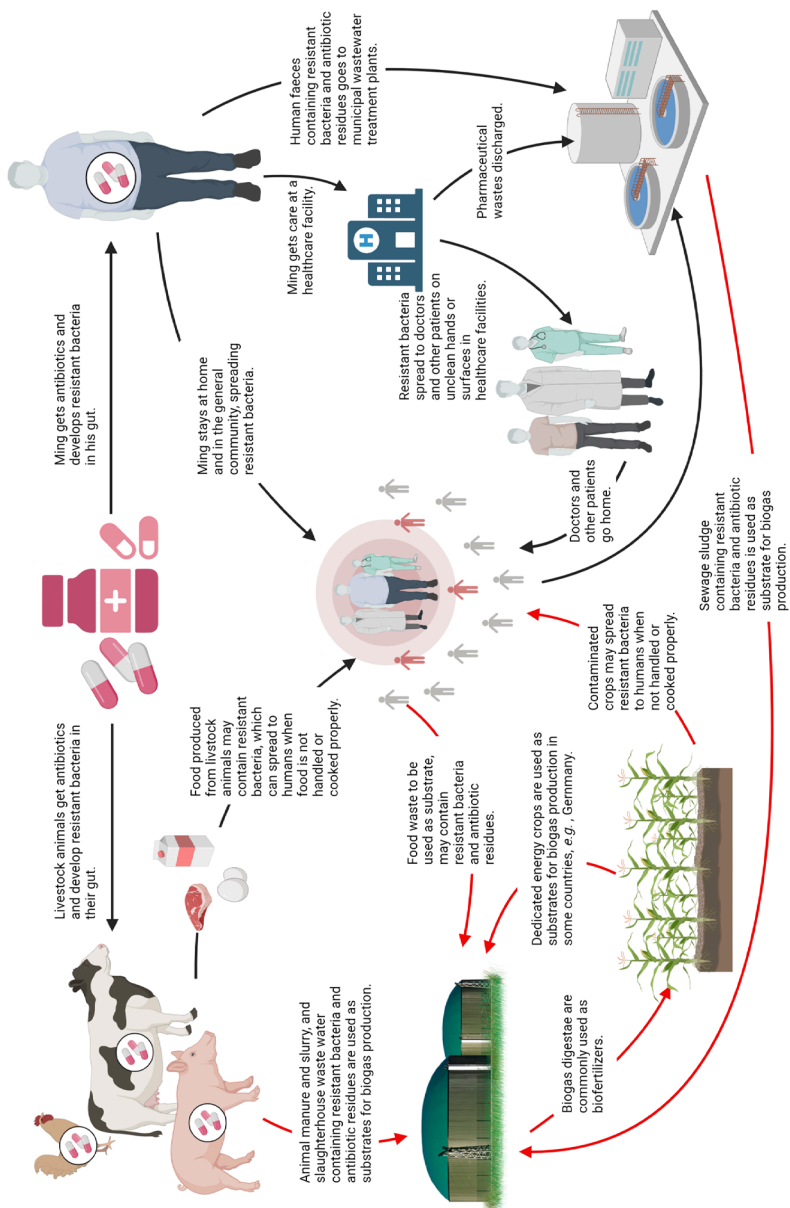 Livestock animals get antibiotics
and develop resistant bacteria in
their gut.
Ming gets antibiotics and
develops resistant bacteria
in his gut.
Food produced
from livstock
animals may
contain resistant
bacteria, which
can spread to
humans when
food is not
handled or
cooked properly.
Ming stays at home
and in the general
community, spreading
resistant bacteria.
Ming gets care at a
healthcare facility.
Human faeces
containing resistant
bacteria and antibiotic
residues goes to
municipal wastewater
treatment plants.
H
Animal manure and slurry, and
slaughterhouse waste water
containing resistant bacteria and
antibiotic residues are used as
substrates for biogas production.
Food waste to be
used as substrate,
may contain
resistant bacteria
and antibiotic
residues.
Resistant bacteria
spread to doctors
and other patients on
unclean hands or
surfaces in
healthcare facilities.
Pharmaceutical
wastes discharged.
Dedicated energy crops are used as
substrates for biogas production in
some countries, e.g., Gernmany.
Doctors and
other patients
go home.
Biogas digestae are
commonly used as
biofertilizers.
Contaminated
crops may spread
resistant bacteria
to humans when
not handled or
cooked properly.
Sewage sludge
containing resistant
bacteria and antibiotic
residues is used as
substrate for biogas
production.